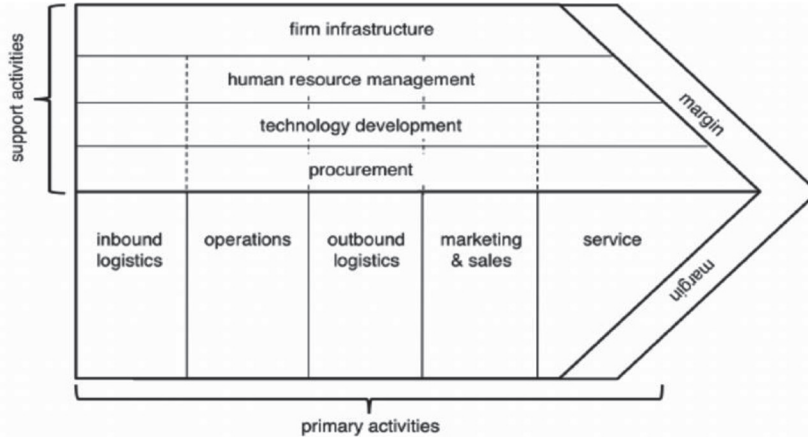 support activities
firm infrastructure
human resource management
technology development
procurement
margin
inbound
logistics
operations
outbound
logistics
marketing
& sales
service
margin
primary activities